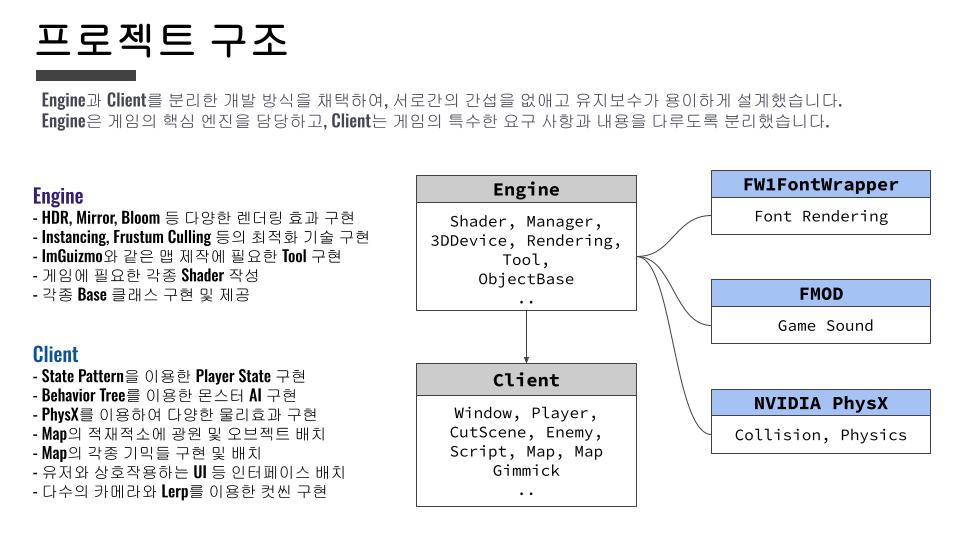 프로젝트 구조
Engine과 Client를 분리한 개발 방식을 채택하여, 서로간의 간섭을 없애고 유지보수가 용이하게 설계했습니다.
Engine은 게임의 핵심 엔진을 담당하고, Client는 게임의 특수한 요구 사항과 내용을 다루도록 분리했습니다.
Engine
- HDR, Mirror, Bloom 등 다양한 렌더링 효과 구현
- Instancing, Frustum Culling 등의 최적화 기술 구현
- ImGuizmo와 같은 맵 제작에 필요한 Tool 구현
- 게임에 필요한 각종 Shader 작성
- 각종 Base 클래스 구현 및 제공
Client
- State Pattern을 이용한 Player State 구현
- Behavior Tree를 이용한 몬스터 AI 구현
- PhysX를 이용하여 다양한 물리효과 구현
- Map의 적재적소에 광원 및 오브젝트 배치
- Map의 각종 기믹들 구현 및 배치
- 유저와 상호작용하는 UI 등 인터페이스 배치
- 다수의 카메라와 Lerp를 이용한 컷씬 구현
Engine
Shader, Manager,
3DDevice, Rendering,
Tool,
ObjectBase
..
Client
Window, Player,
CutScene, Enemy,
Script, Map, Map
Gimmick
..
FW1FontWrapper
Font Rendering
FMOD
Game Sound
NVIDIA PhysX
Collision, Physics